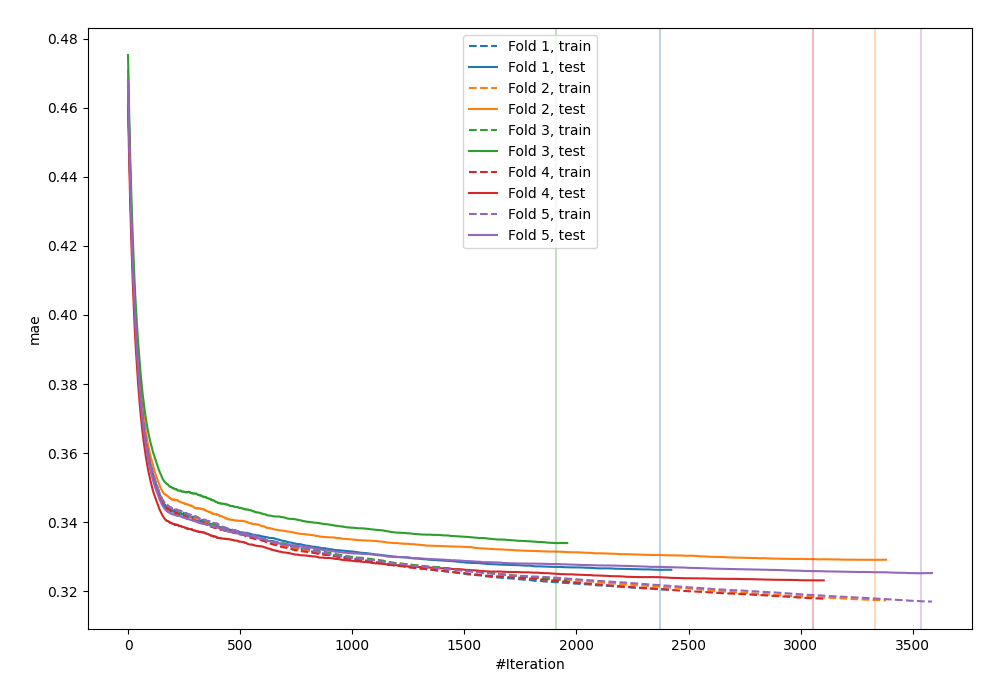 0.48
0.46
0.44
0.42
0.40
0.38
0.36
0.34
0.32
mae
Fold 1, train
Fold 1, test
Fold 2, train
Fold 2, test
Fold 3, train
Fold 3, test
Fold 4, train
Fold 4, test
Fold 5, train
Fold 5, test
0
500
1000
1500
2000
2500
3000
3500
#Iteration